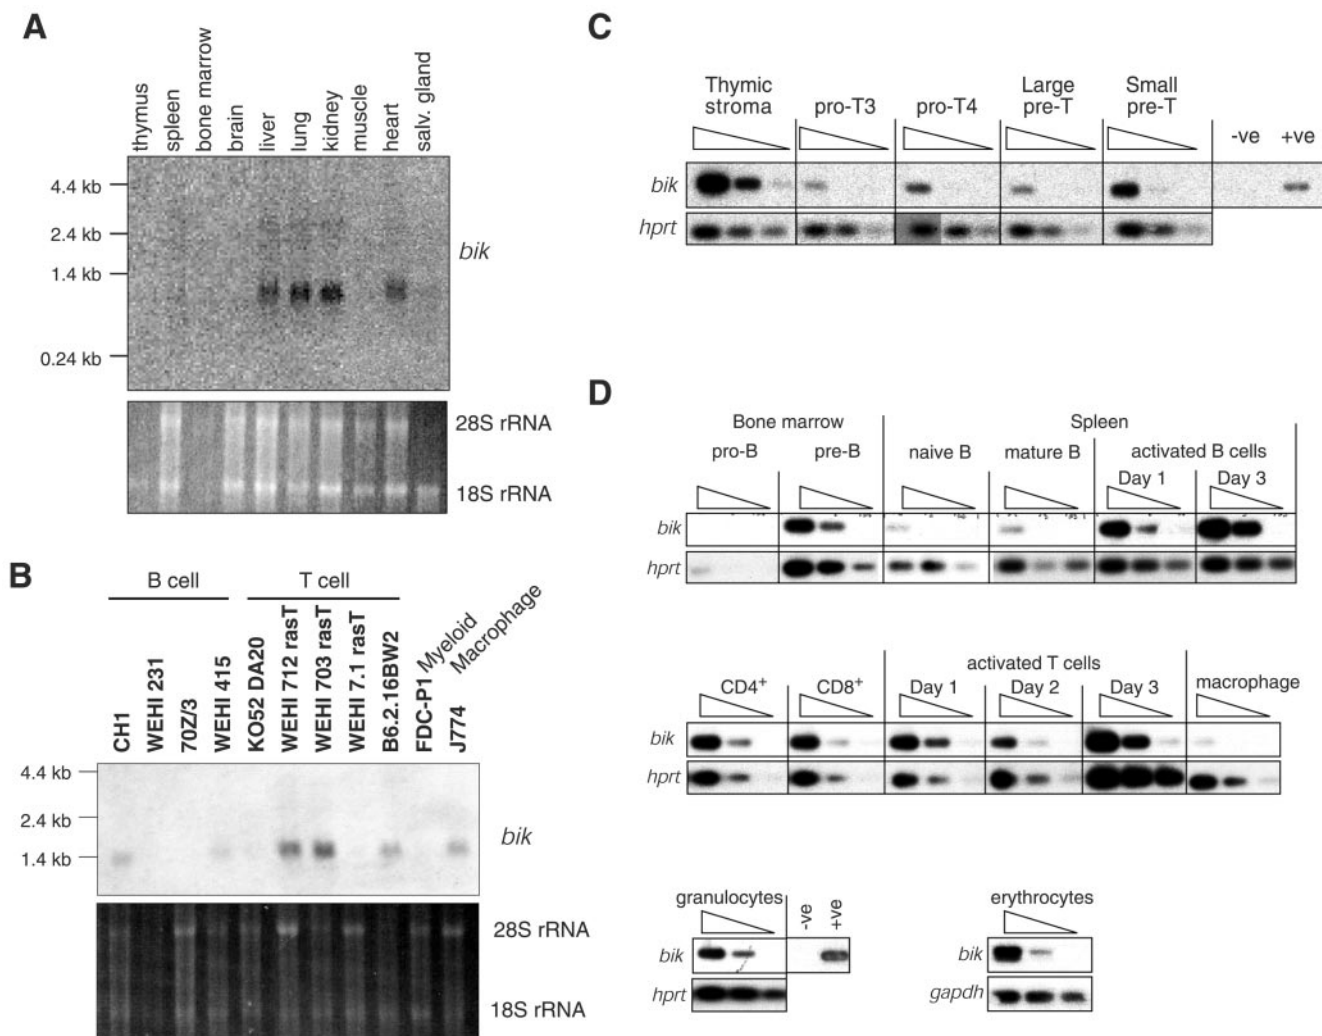 A
thymus
spleen
bone marrow
brain
liver
lung
kidney
muscle
heart
salv. gland
4.4 kb
2.4 kb
1.4 kb
0.24 kb
bik
28S rRNA
18S rRNA
B
B cell
T cell
CH1
WEHI 231
70Z/3
WEHI 415
KO52 DA20
WEHI 712 rasT
WEHI 703 rasT
WEHI 7.1 rasT
B6.2.16BW2
FDC-P1 Myeloid
J774 Macrophage
4.4 kb
2.4 kb
1.4 kb
bik
28S rRNA
18S rRNA
C
Thymic stroma
pro-T3
pro-T4
Large pre-T
Small pre-T
-ve
+ve
bik
hprt
D
Bone marrow
Spleen
pro-B
pre-B
naive B
mature B
activated B cells
Day 1
Day 3
bik
hprt
activated T cells
CD4+
CD8+
Day 1
Day 2
Day 3
macrophage
bik
hprt
granulocytes
-ve
+ve
bik
hprt
erythrocytes
bik
gapdh